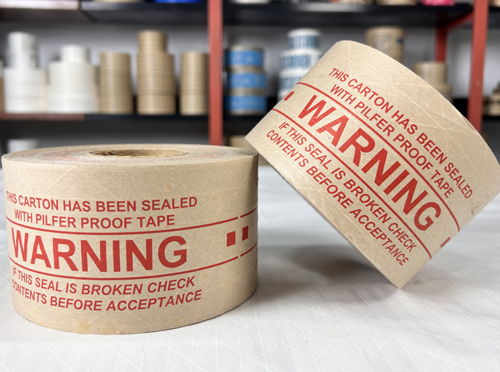 THIS CARTON HAS BEEN SEALED
WITH PILFER PROOF TAPE
WARNING
IF THIS SEAL IS BROKEN CHECK
CONTENTS BEFORE ACCEPTANCE
THIS CARTON HAS BEEN SEALED
WITH PILFER PROOF TAPE
WARNING
IF THIS SEAL IS BROKEN CHECK
CONTENTS BEFORE ACCEPTANCE